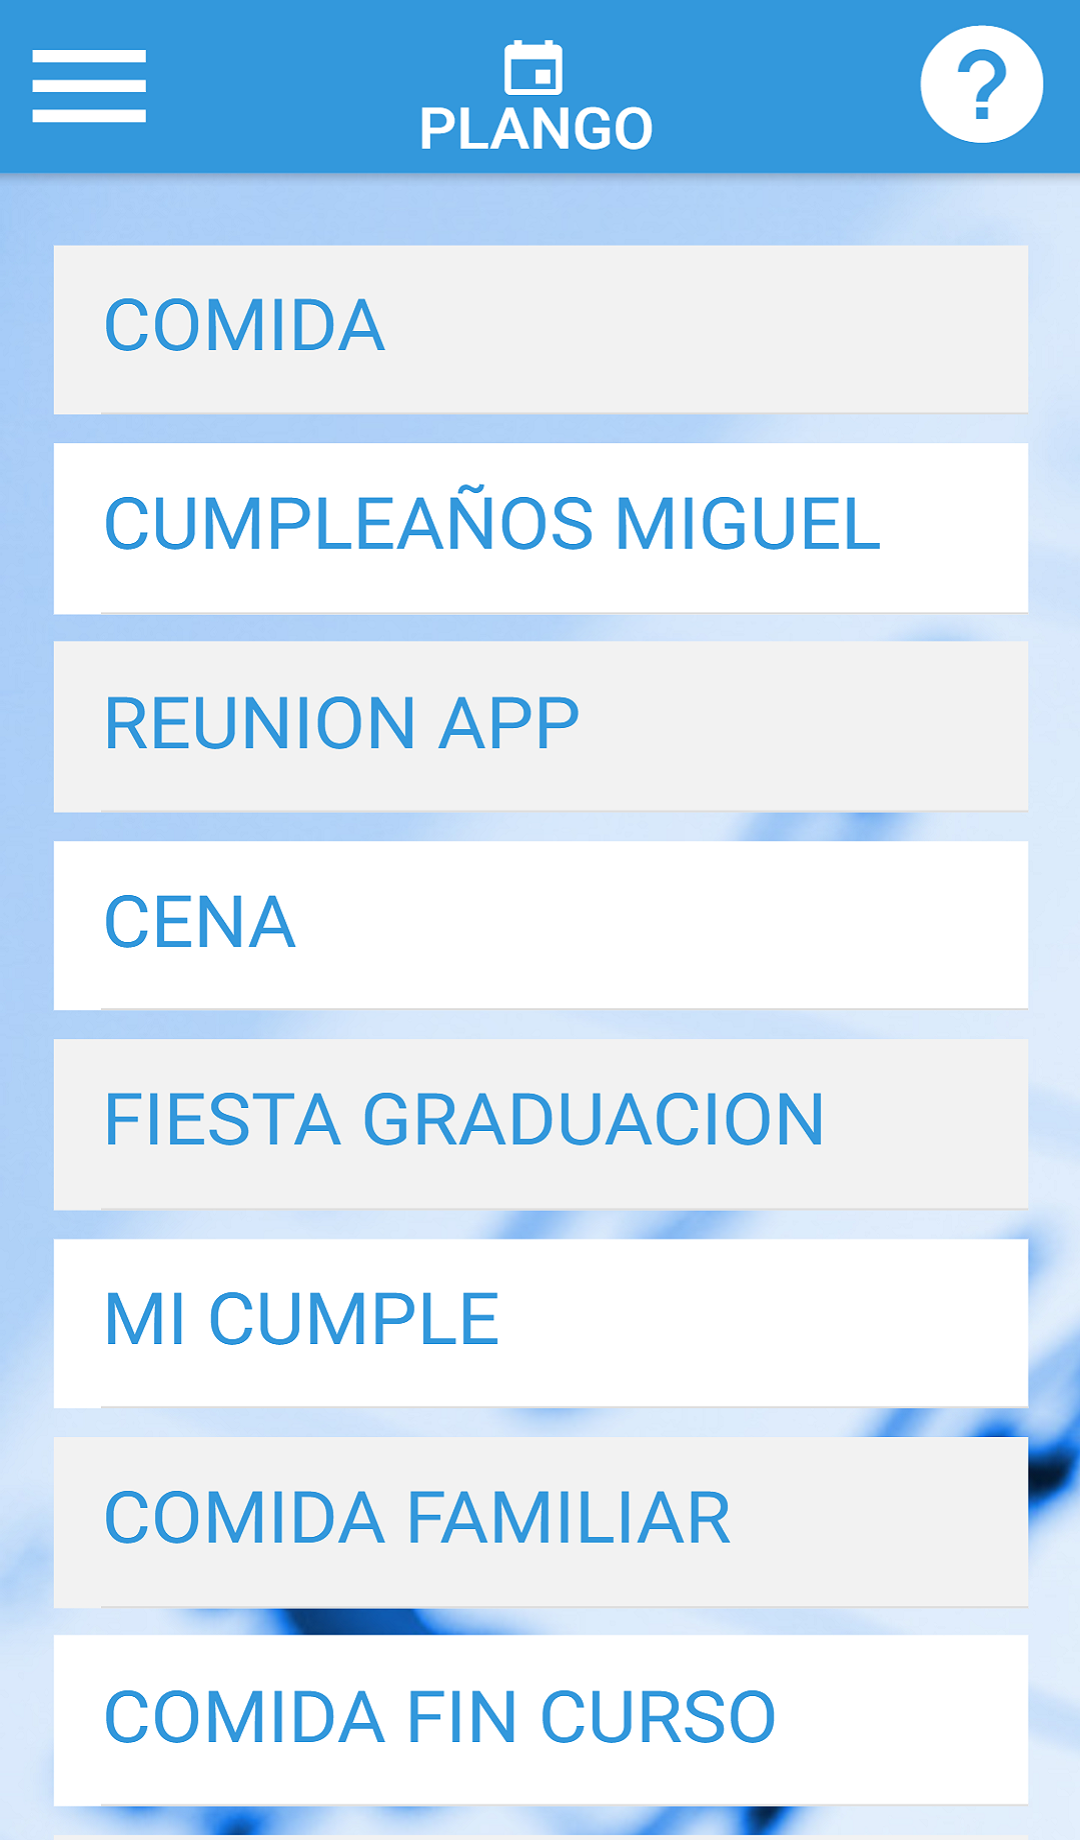 PLANGO
?
COMIDA
CUMPLEAÑOS MIGUEL
REUNION APP
CENA
FIESTA GRADUACION
MI CUMPLE
COMIDA FAMILIAR
COMIDA FIN CURSO